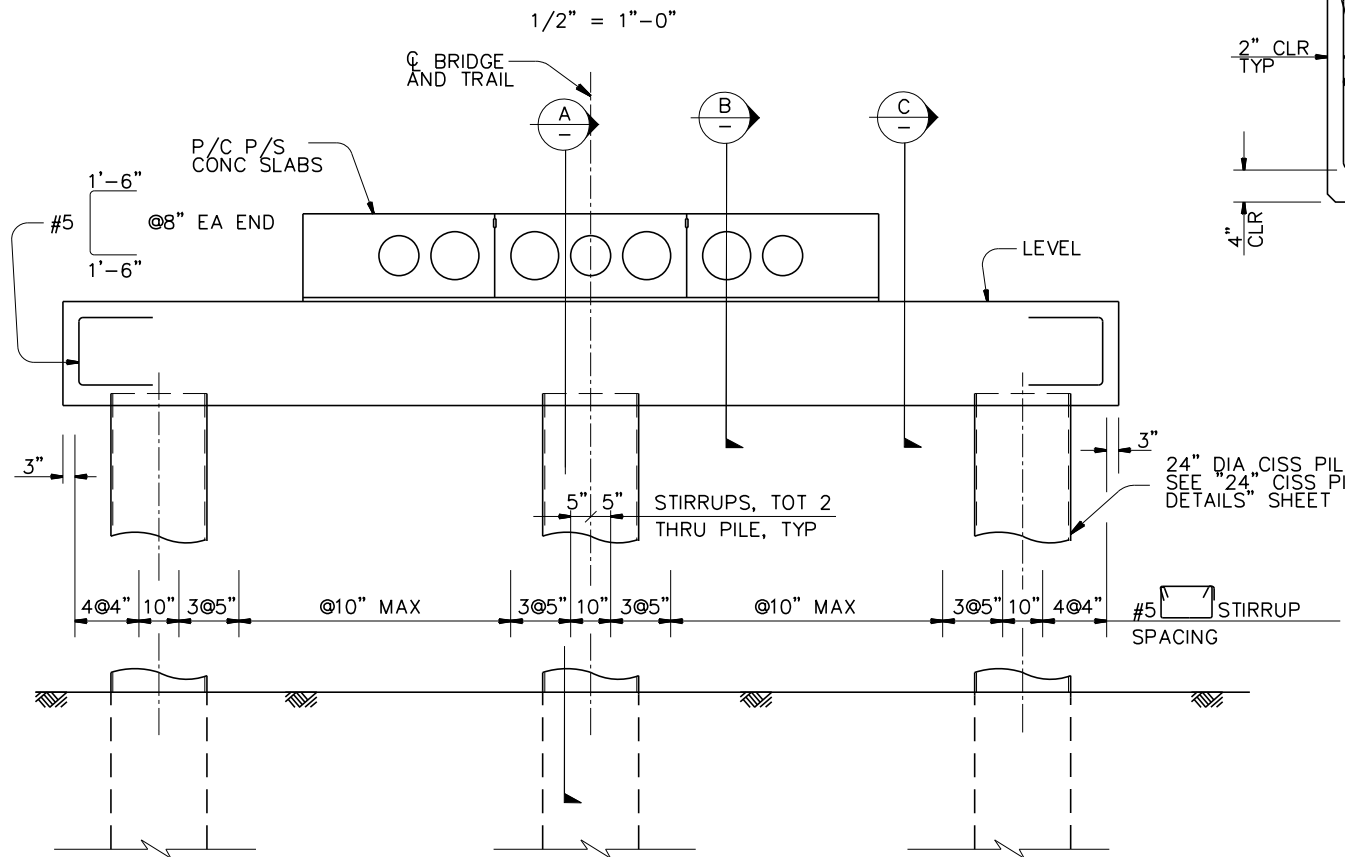 1/2" = 1"-0"
℄ BRIDGE
AND TRAIL
2" CLR
TYP
A
–
B
–
C
–
P/C P/S
CONC SLABS
1'-6"
#5
@8" EA END
1'-6"
4"
CLR
LEVEL
3"
3"
24" DIA CISS PIL
SEE "24" CISS PI
DETAILS" SHEET
5" 5"
STIRRUPS, TOT 2
THRU PILE, TYP
4@4" 10" 3@5" @10" MAX 3@5" 10" 3@5" @10" MAX 3@5" 10" 4@4"
#5 STIRRUP
SPACING